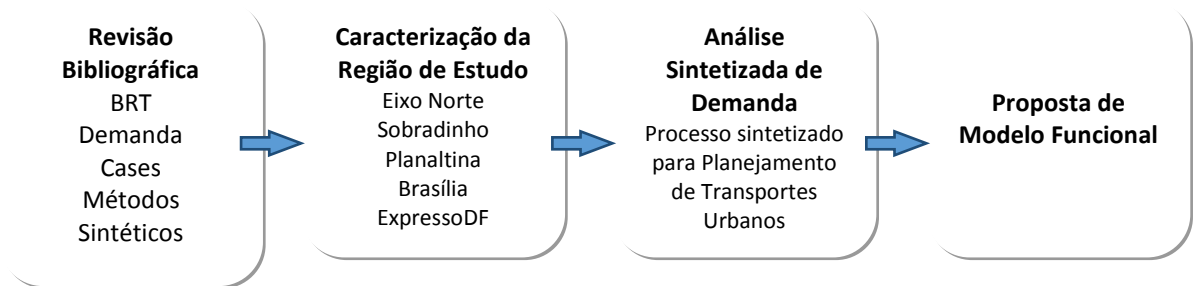 Revisão
Bibliográfica
BRT
Demanda
Cases
Métodos
Sintéticos
Caracterização da
Região de Estudo
Eixo Norte
Sobradinho
Planaltina
Brasília
ExpressoDF
Análise
Sintetizada de
Demanda
Processo sintetizado
para Planejamento
de Transportes
Urbanos
Proposta de
Modelo Funcional